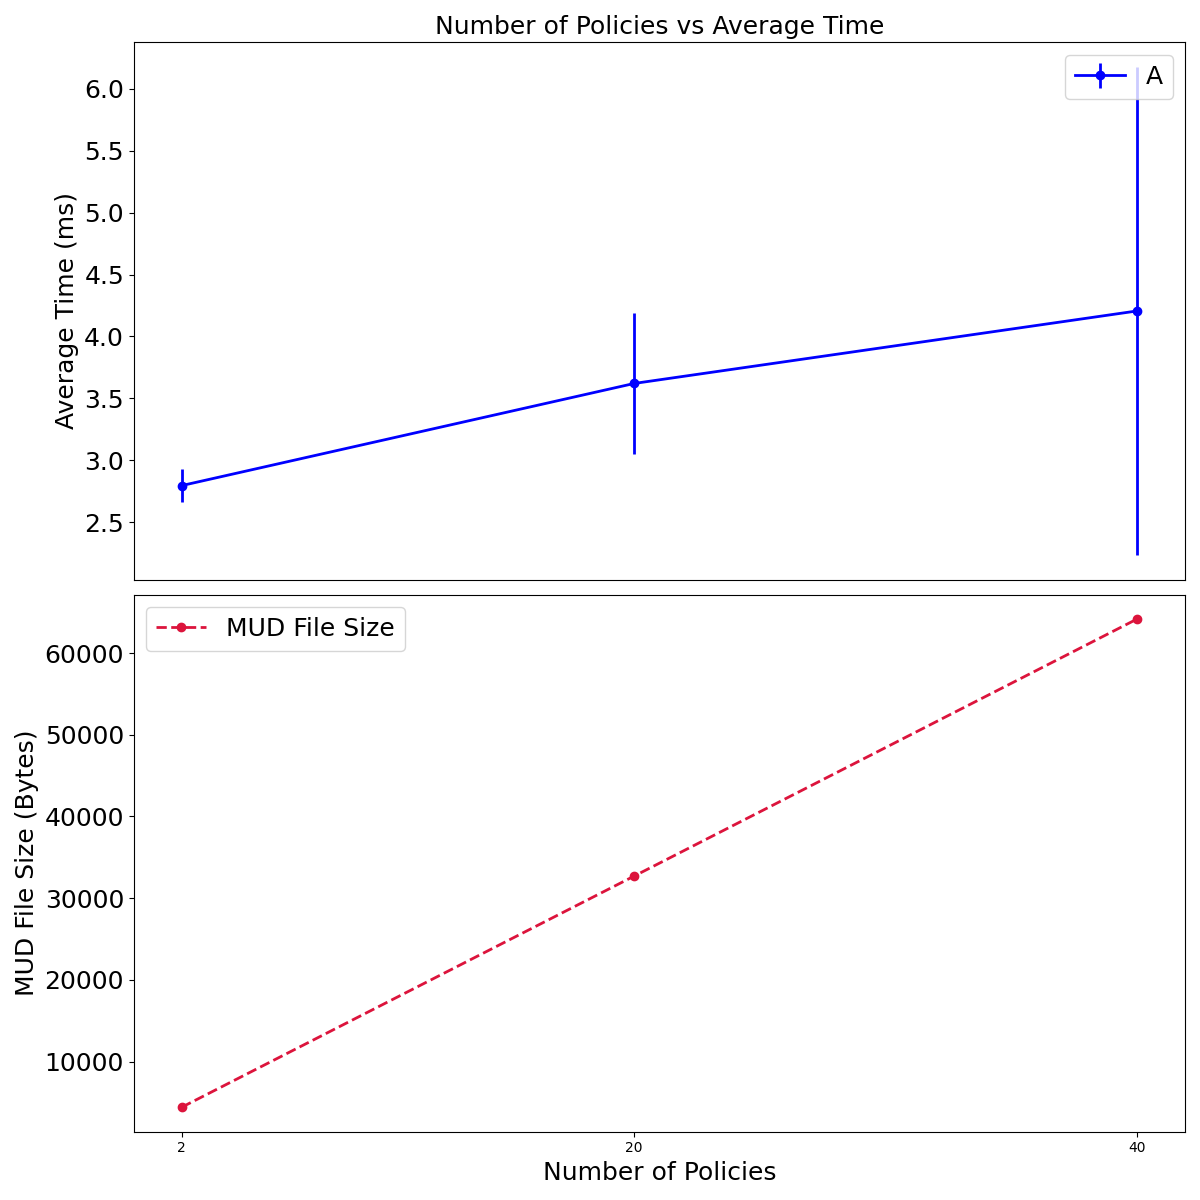 Number of Policies vs Average Time
A
6.0
5.5
5.0
4.5
4.0
3.5
3.0
2.5
Average Time (ms)
MUD File Size
60000
50000
40000
30000
20000
10000
MUD File Size (Bytes)
2
20
40
Number of Policies